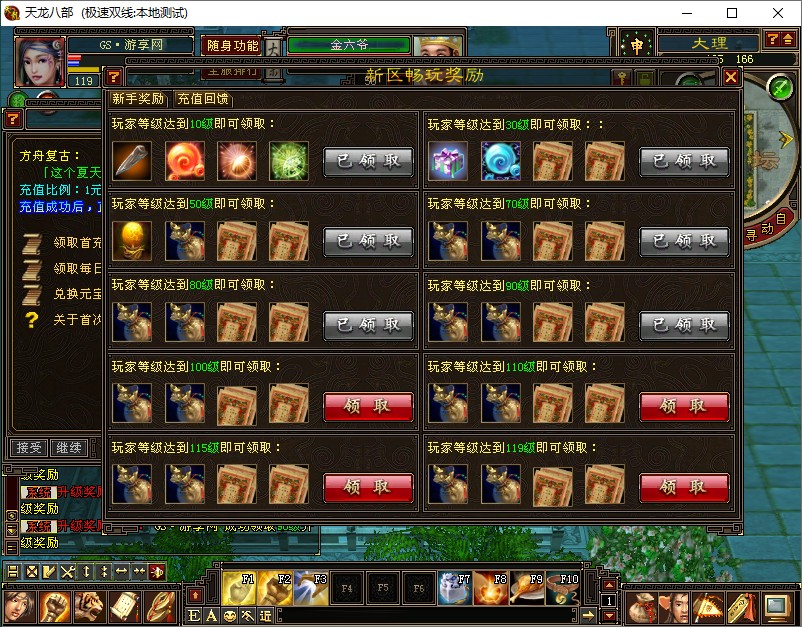 天龙八部 (极速双线:本地测试)
GS·游享网
随身功能
金六爷
大理
166
119
新区畅玩奖励
新手奖励
充值回馈
玩家等级达到10级即可领取：
已领取
玩家等级达到30级即可领取：：
已领取
玩家等级达到50级即可领取：
已领取
玩家等级达到70级即可领取：
已领取
玩家等级达到80级即可领取：
已领取
玩家等级达到90级即可领取：
已领取
玩家等级达到100级即可领取：
领取
玩家等级达到110级即可领取：
领取
玩家等级达到115级即可领取：
领取
玩家等级达到119级即可领取：
领取
方舟复古：
「这个夏天
充值比例：1元
充值成功后，
领取首充
领取每日
兑换元宝
关于首次
接受
继续
级奖励
系统 升级奖励
级奖励
系统 升级奖励
级奖励
自动寻
F1
F2
F3
F4
F5
F6
F7
F8
F9
F10
1
E A 近